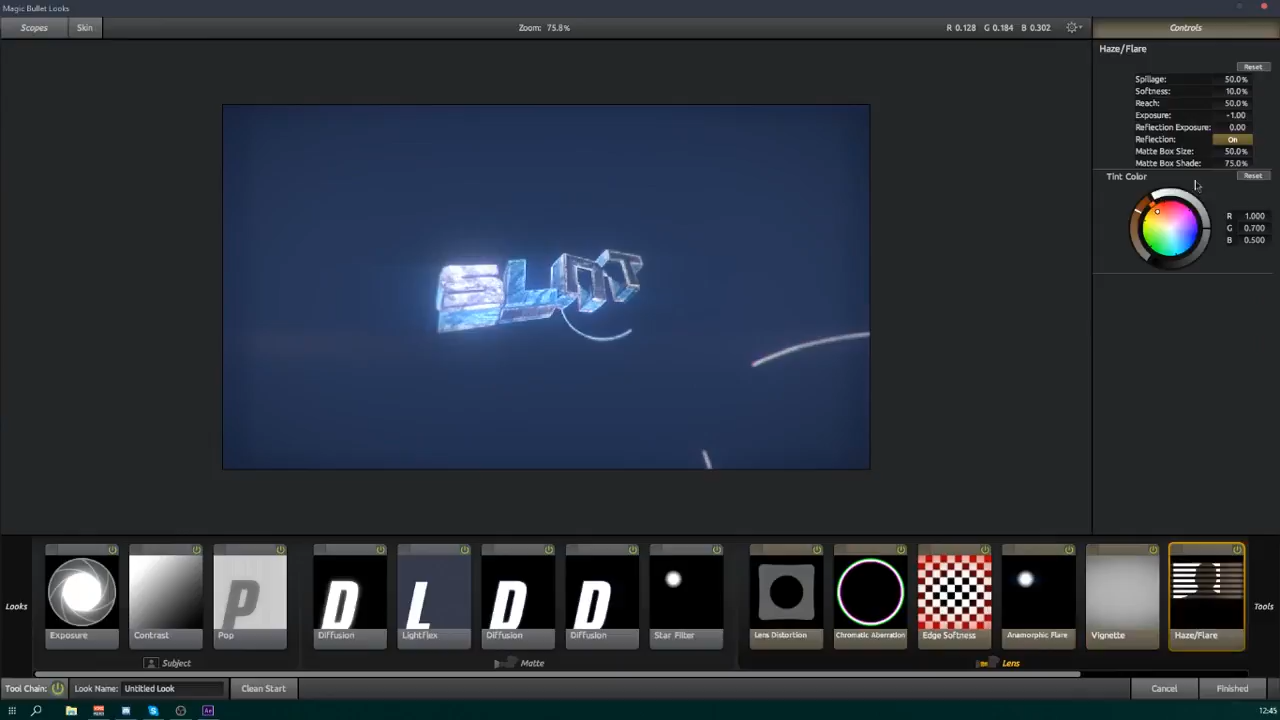 Magic Bullet Looks
Scopes
Skin
Zoom: 75.8%
R 0.128 G 0.184 B 0.302
Controls
Haze/Flare
Reset
Spillage: 50.0%
Softness: 10.0%
Reach: 50.0%
Exposure: -1.00
Reflection Exposure: 0.00
Reflection: On
Matte Box Size: 50.0%
Matte Box Shade: 75.0%
Tint Color
Reset
R 1.000
G 0.700
B 0.500
P
D
L
D
D
Looks
Exposure
Contrast
Pop
Diffusion
Lightflex
Diffusion
Diffusion
Star Filter
Lens Distortion
Chromatic Aberration
Edge Softness
Anamorphic Flare
Vignette
Haze/Flare
Tools
Subject
Matte
Lens
Tool Chain:
Look Name: Untitled Look
Clean Start
Cancel
Finished
Ae
12:45